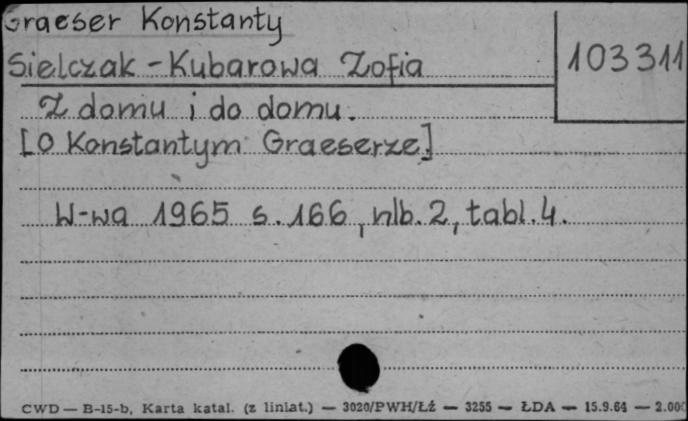 Graeser Konstanty
Sielczak-Kubarowa Zofia
103311
Z domu i do domu.
[O Konstantym Graeserze]
W-wa 1965 s. 166, nlb. 2, tabl. 4.
CWD — B-15-b, Karta katal. (z liniat.) — 3020/PWH/Łź — 3255 — ŁDA — 15.9.64 — 2.000